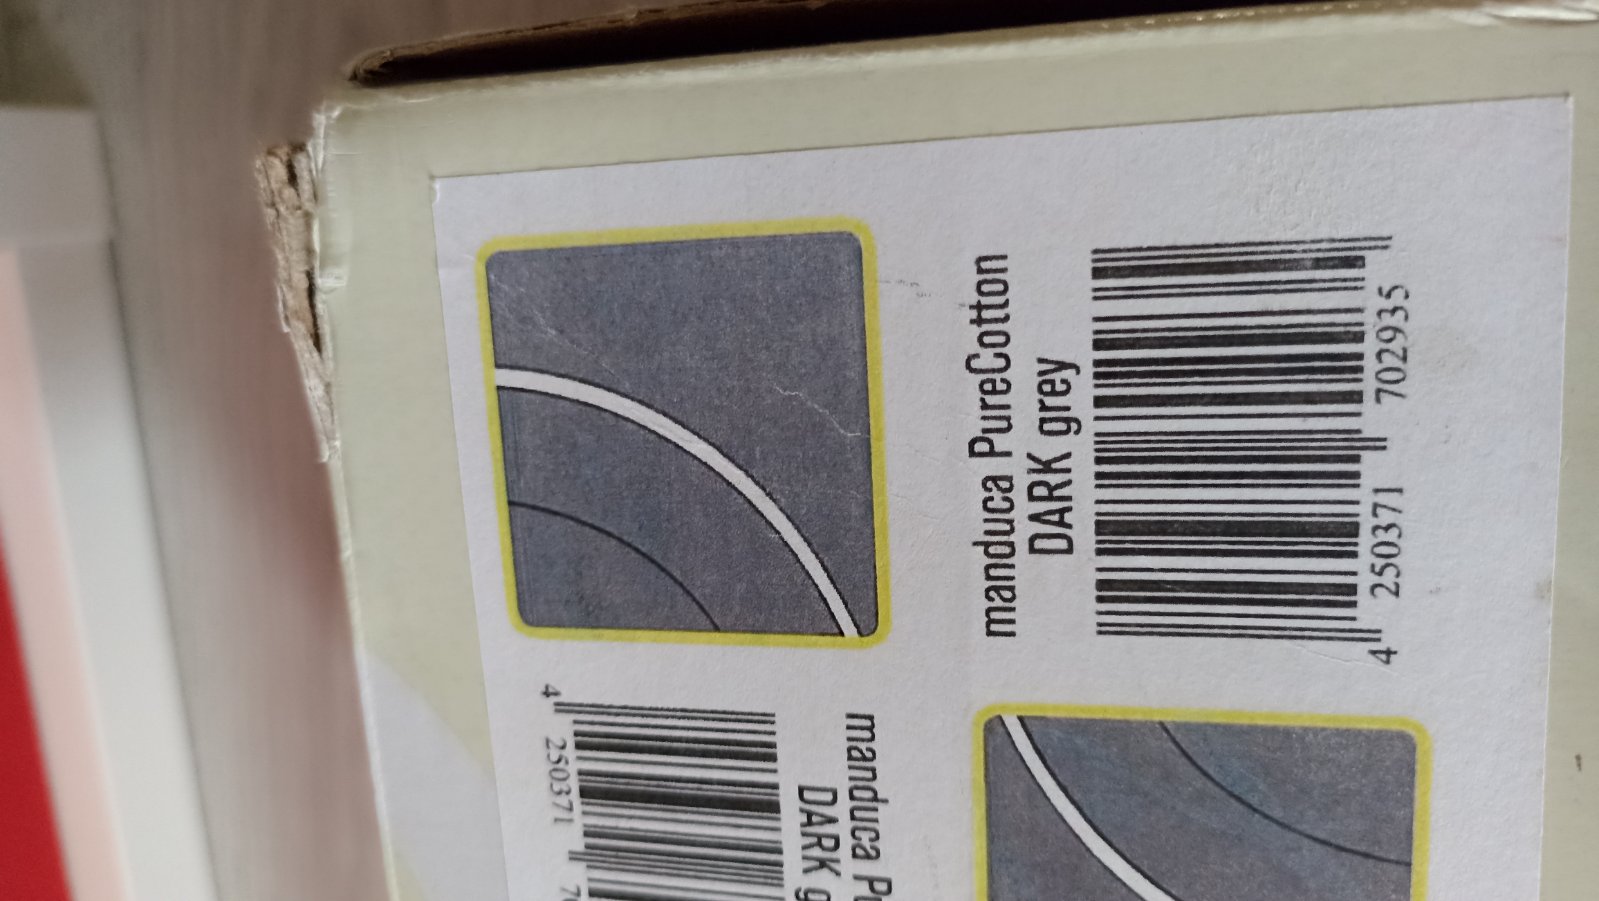 manduca PureCotton
DARK grey
4 250371 702935
manduca
DARK
4 250371